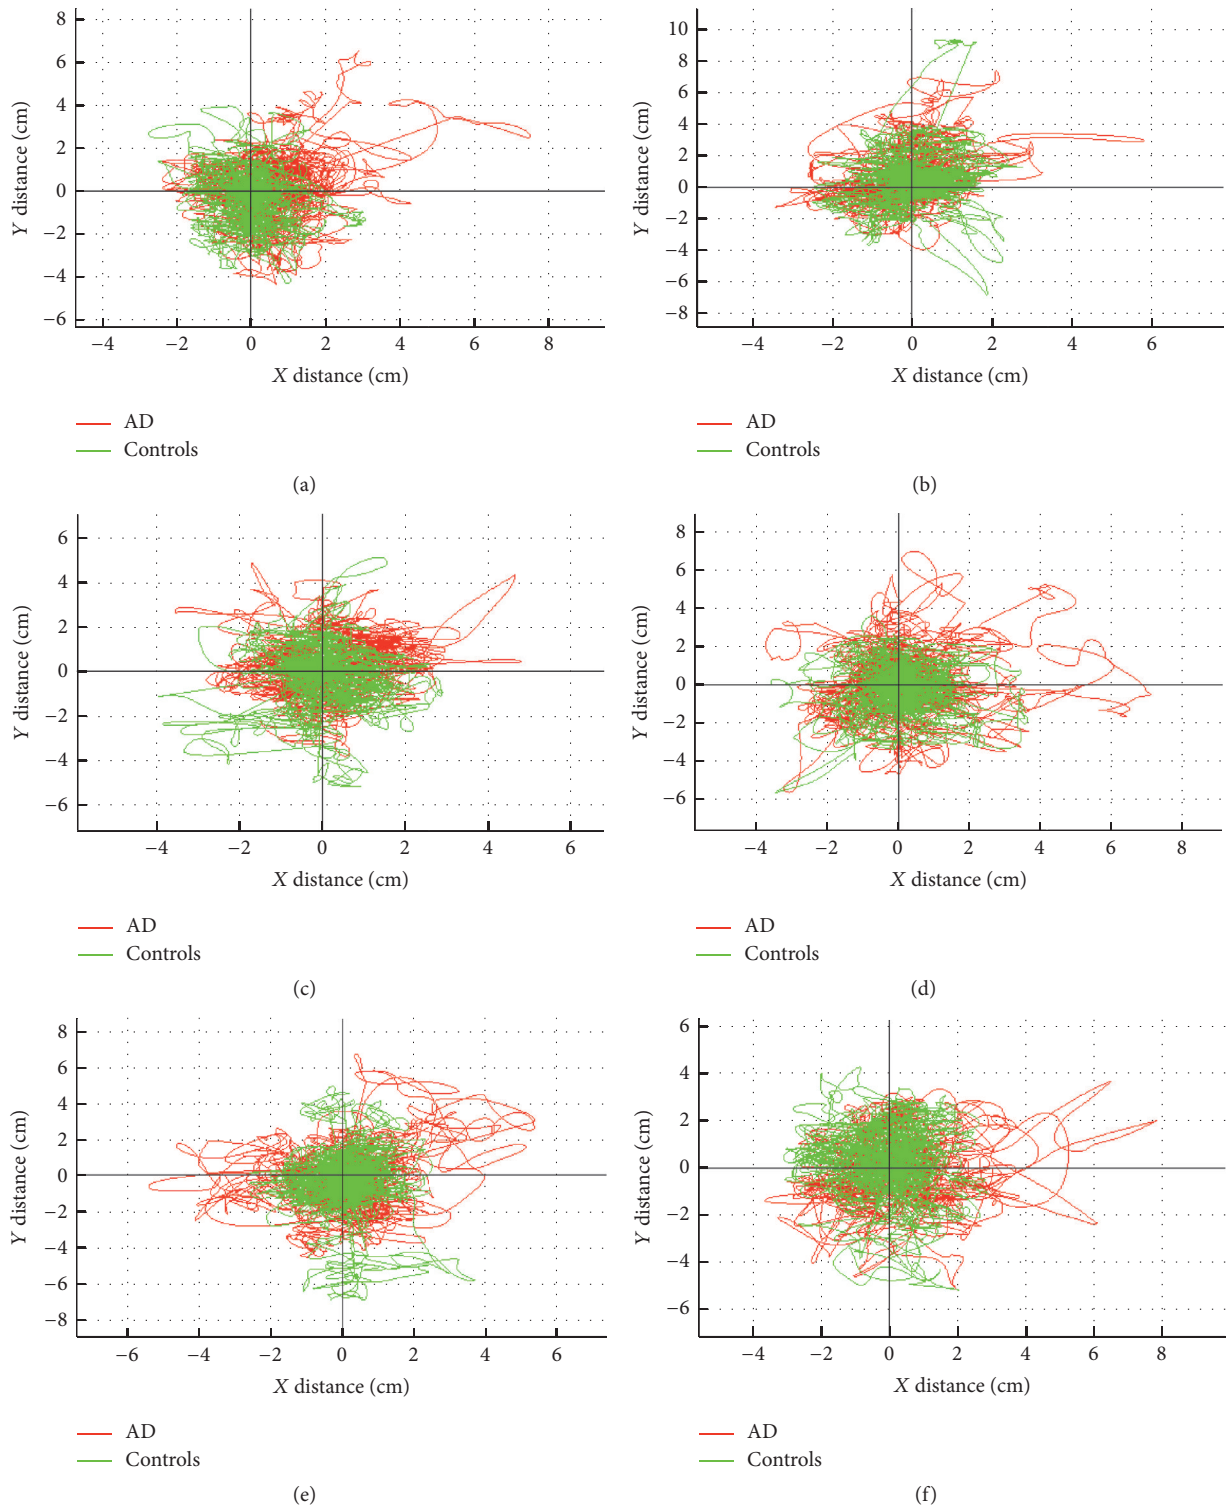 8
6
4
2
0
−2
−4
−6
Y distance (cm)
−4 −2 0 2 4 6 8
X distance (cm)
AD
Controls
(a)
10
8
6
4
2
0
−2
−4
−6
−8
Y distance (cm)
−4 −2 0 2 4 6
X distance (cm)
AD
Controls
(b)
6
4
2
0
−2
−4
−6
Y distance (cm)
−4 −2 0 2 4 6
X distance (cm)
AD
Controls
(c)
8
6
4
2
0
−2
−4
−6
Y distance (cm)
−4 −2 0 2 4 6 8
X distance (cm)
AD
Controls
(d)
8
6
4
2
0
−2
−4
−6
−8
Y distance (cm)
−6 −4 −2 0 2 4 6
X distance (cm)
AD
Controls
(e)
6
4
2
0
−2
−4
−6
Y distance (cm)
−4 −2 0 2 4 6 8
X distance (cm)
AD
Controls
(f)